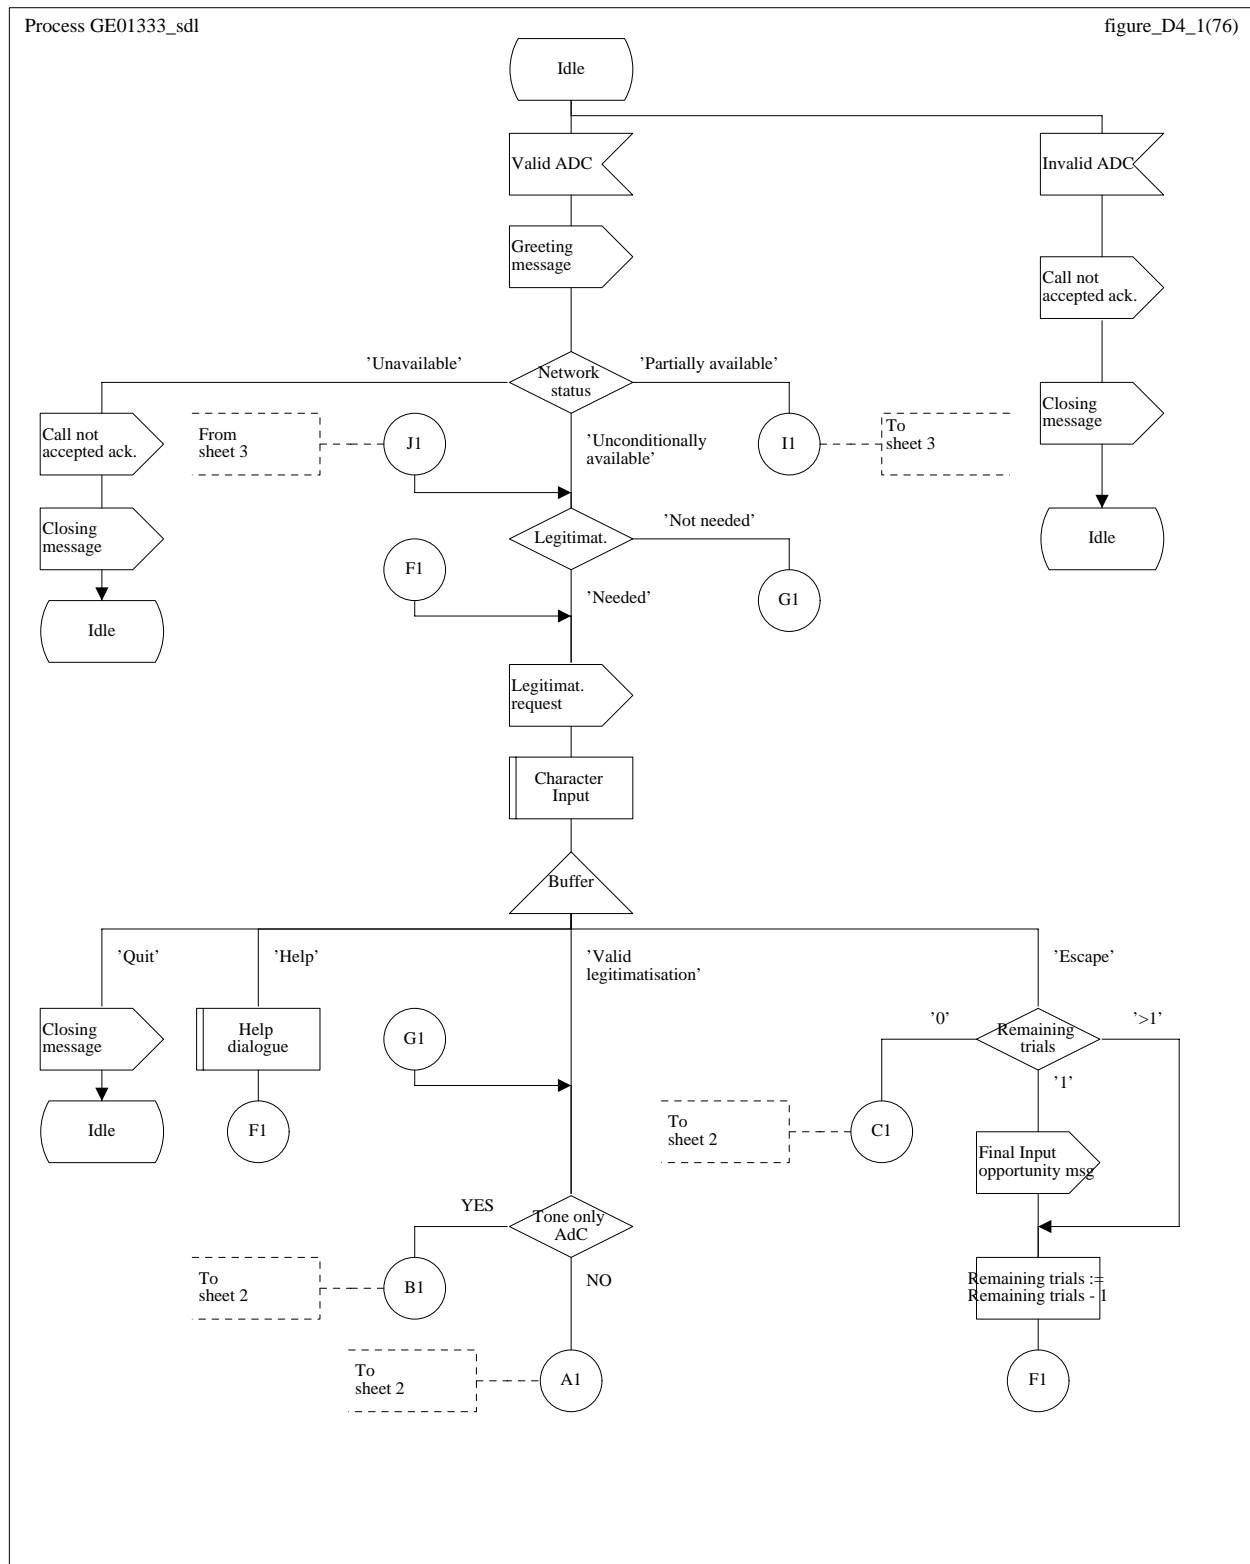 Process GE01333_sdl
figure_D4_1(76)
Idle
Valid ADC
Invalid ADC
Greeting
message
Call not
accepted ack.
’Unavailable’
Network
status
’Partially available’
Call not
accepted ack.
From
sheet 3
J1
’Unconditionally
available’
I1
To
sheet 3
Closing
message
Closing
message
Legitimat.
’Not needed’
Idle
F1
’Needed’
G1
Idle
Legitimat.
request
Character
Input
Buffer
’Quit’
’Help’
’Valid
legitimatisation’
’Escape’
Closing
message
Help
dialogue
G1
’0’
Remaining
trials
’>1’
’1’
Idle
F1
To
sheet 2
C1
Final Input
opportunity msg
YES
Tone only
AdC
To
sheet 2
B1
NO
Remaining trials :=
Remaining trials - 1
To
sheet 2
A1
F1